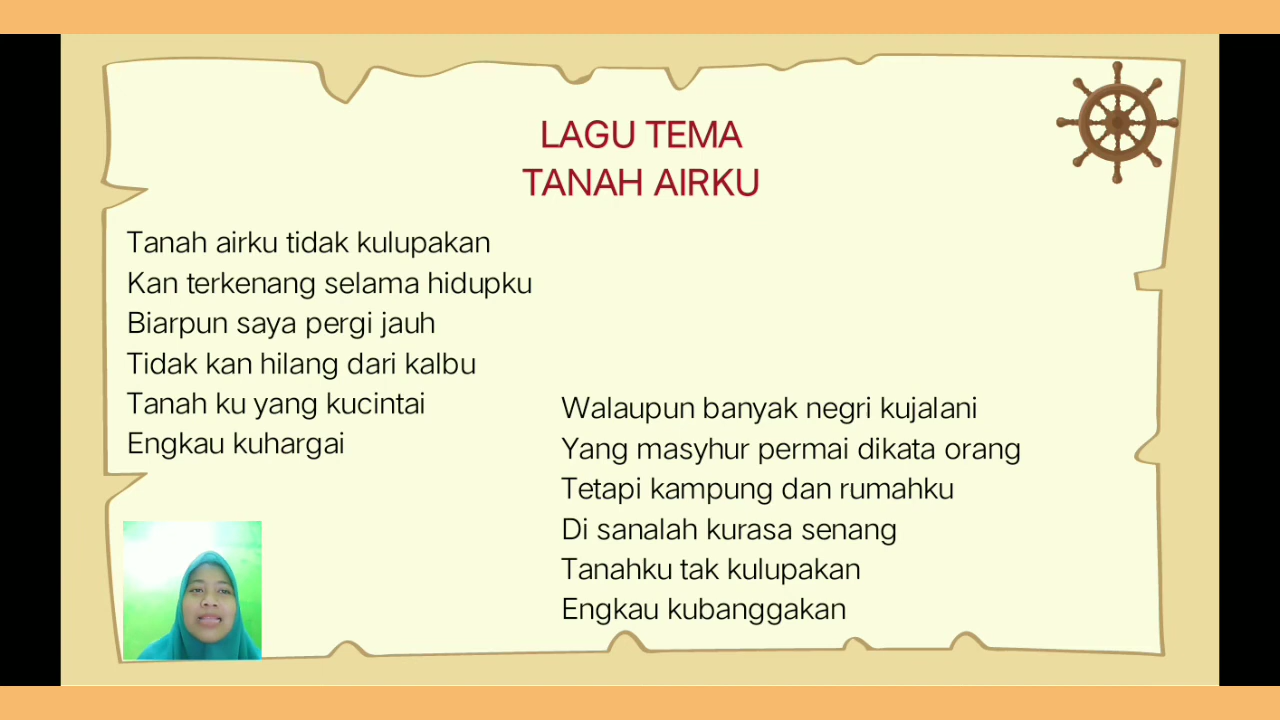 LAGU TEMA
TANAH AIRKU
Tanah airku tidak kulupakan
Kan terkenang selama hidupku
Biarpun saya pergi jauh
Tidak kan hilang dari kalbu
Tanah ku yang kucintai
Engkau kuhargai
Walaupun banyak negri kujalani
Yang masyhur permai dikata orang
Tetapi kampung dan rumahku
Di sanalah kurasa senang
Tanahku tak kulupakan
Engkau kubanggakan